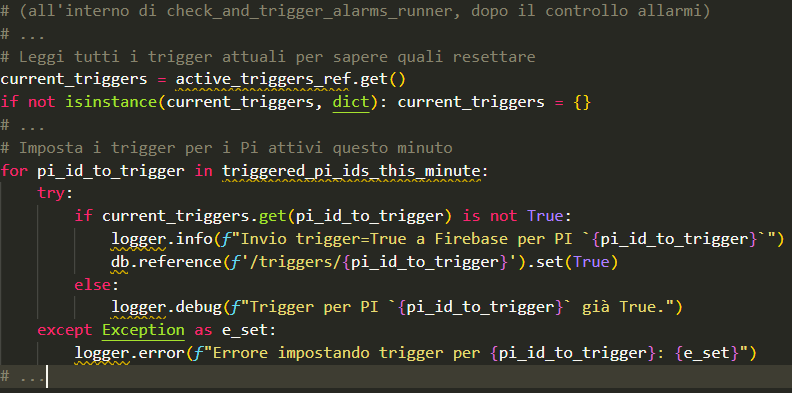 # (all'interno di check_and_trigger_alarms_runner, dopo il controllo allarmi)
# ...
# Leggi tutti i trigger attuali per sapere quali resettare
current_triggers = active_triggers_ref.get()
if not isinstance(current_triggers, dict): current_triggers = {}
# ...
# Imposta i trigger per i Pi attivi questo minuto
for pi_id_to_trigger in triggered_pi_ids_this_minute:
    try:
        if current_triggers.get(pi_id_to_trigger) is not True:
            logger.info(f"Invio trigger=True a Firebase per PI `{pi_id_to_trigger}`")
            db.reference(f'/triggers/{pi_id_to_trigger}').set(True)
        else:
            logger.debug(f"Trigger per PI `{pi_id_to_trigger}` già True.")
    except Exception as e_set:
        logger.error(f"Errore impostando trigger per {pi_id_to_trigger}: {e_set}")
# ...